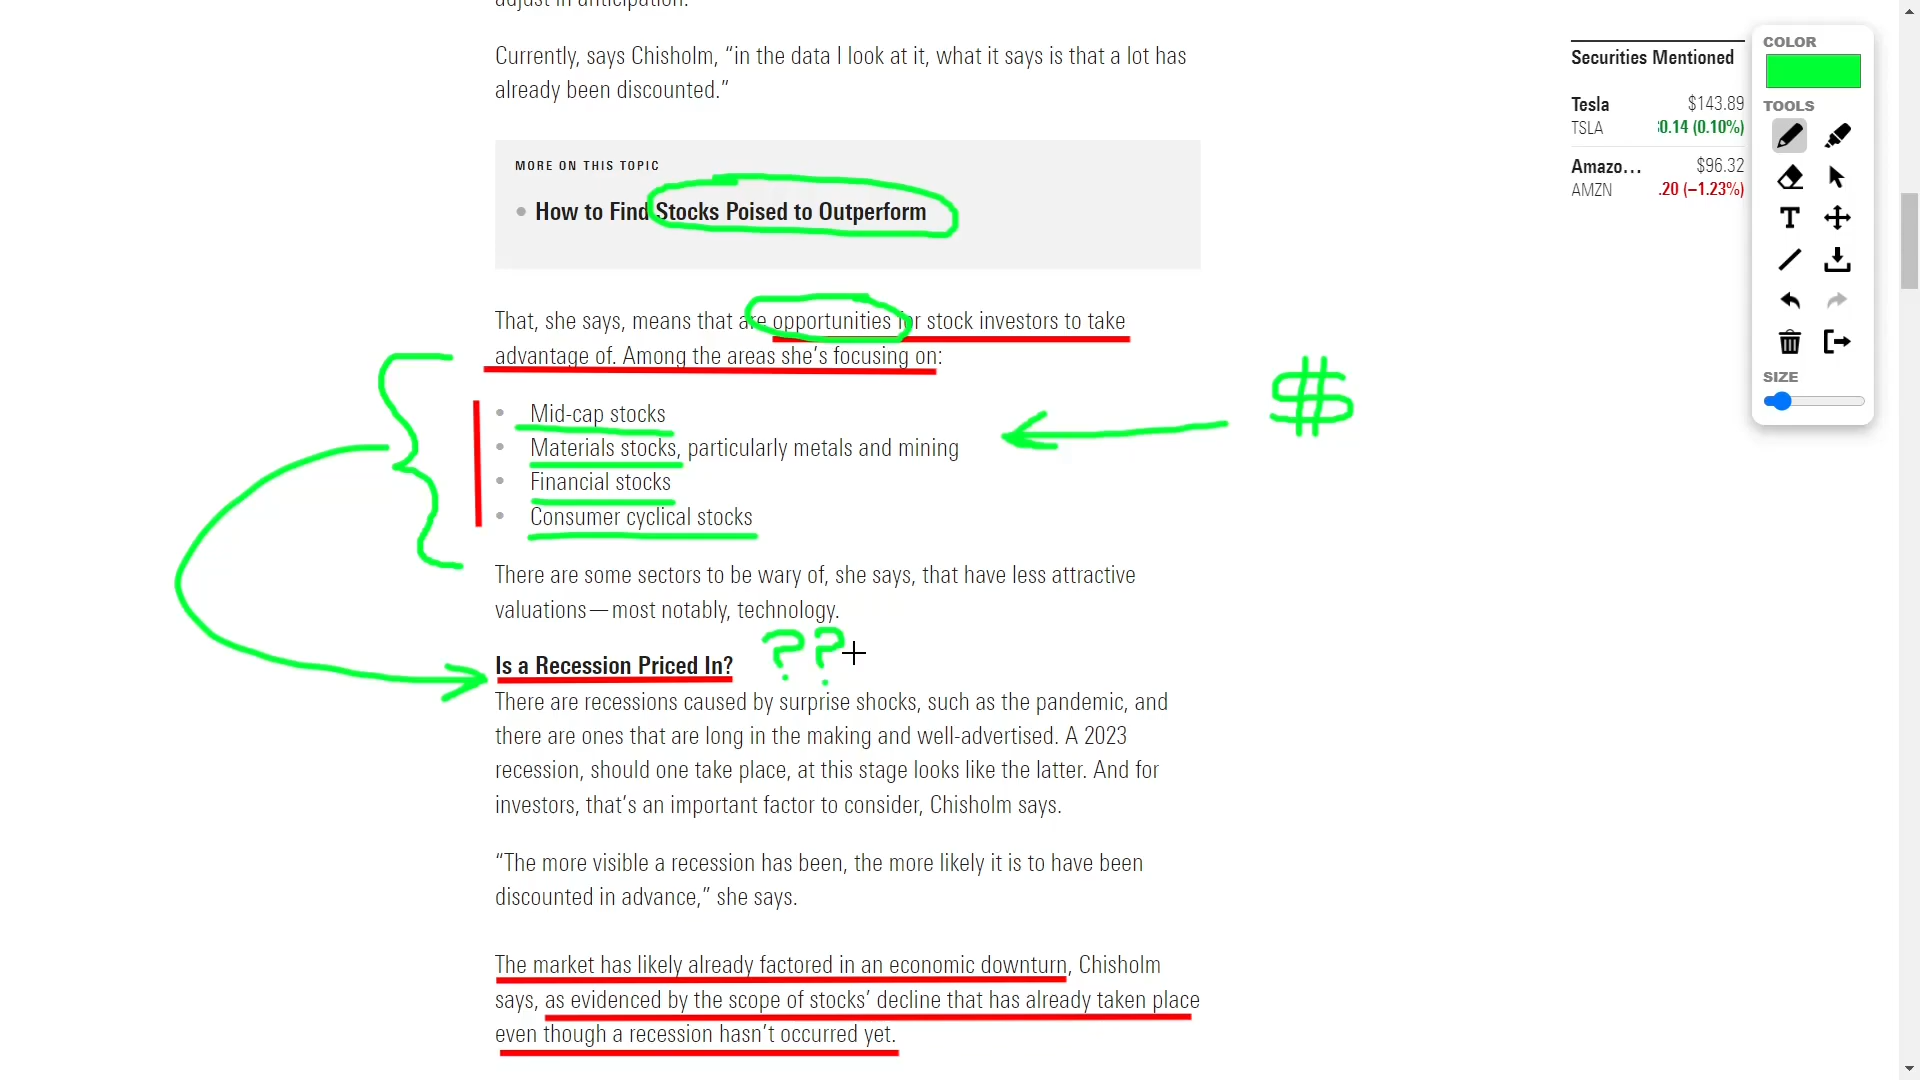 Currently, says Chisholm, “in the data I look at it, what it says is that a lot has
already been discounted.”
MORE ON THIS TOPIC
• How to Find Stocks Poised to Outperform
That, she says, means that are opportunities for stock investors to take
advantage of. Among the areas she’s focusing on:
• Mid-cap stocks
• Materials stocks, particularly metals and mining
• Financial stocks
• Consumer cyclical stocks
$
There are some sectors to be wary of, she says, that have less attractive
valuations—most notably, technology.
Is a Recession Priced In? ??
There are recessions caused by surprise shocks, such as the pandemic, and
there are ones that are long in the making and well-advertised. A 2023
recession, should one take place, at this stage looks like the latter. And for
investors, that’s an important factor to consider, Chisholm says.
“The more visible a recession has been, the more likely it is to have been
discounted in advance,” she says.
The market has likely already factored in an economic downturn, Chisholm
says, as evidenced by the scope of stocks’ decline that has already taken place
even though a recession hasn’t occurred yet.
Securities Mentioned
Tesla $143.89
TSLA 0.14 (0.10%)
Amazo... $96.32
AMZN .20 (−1.23%)
COLOR
TOOLS
T
SIZE